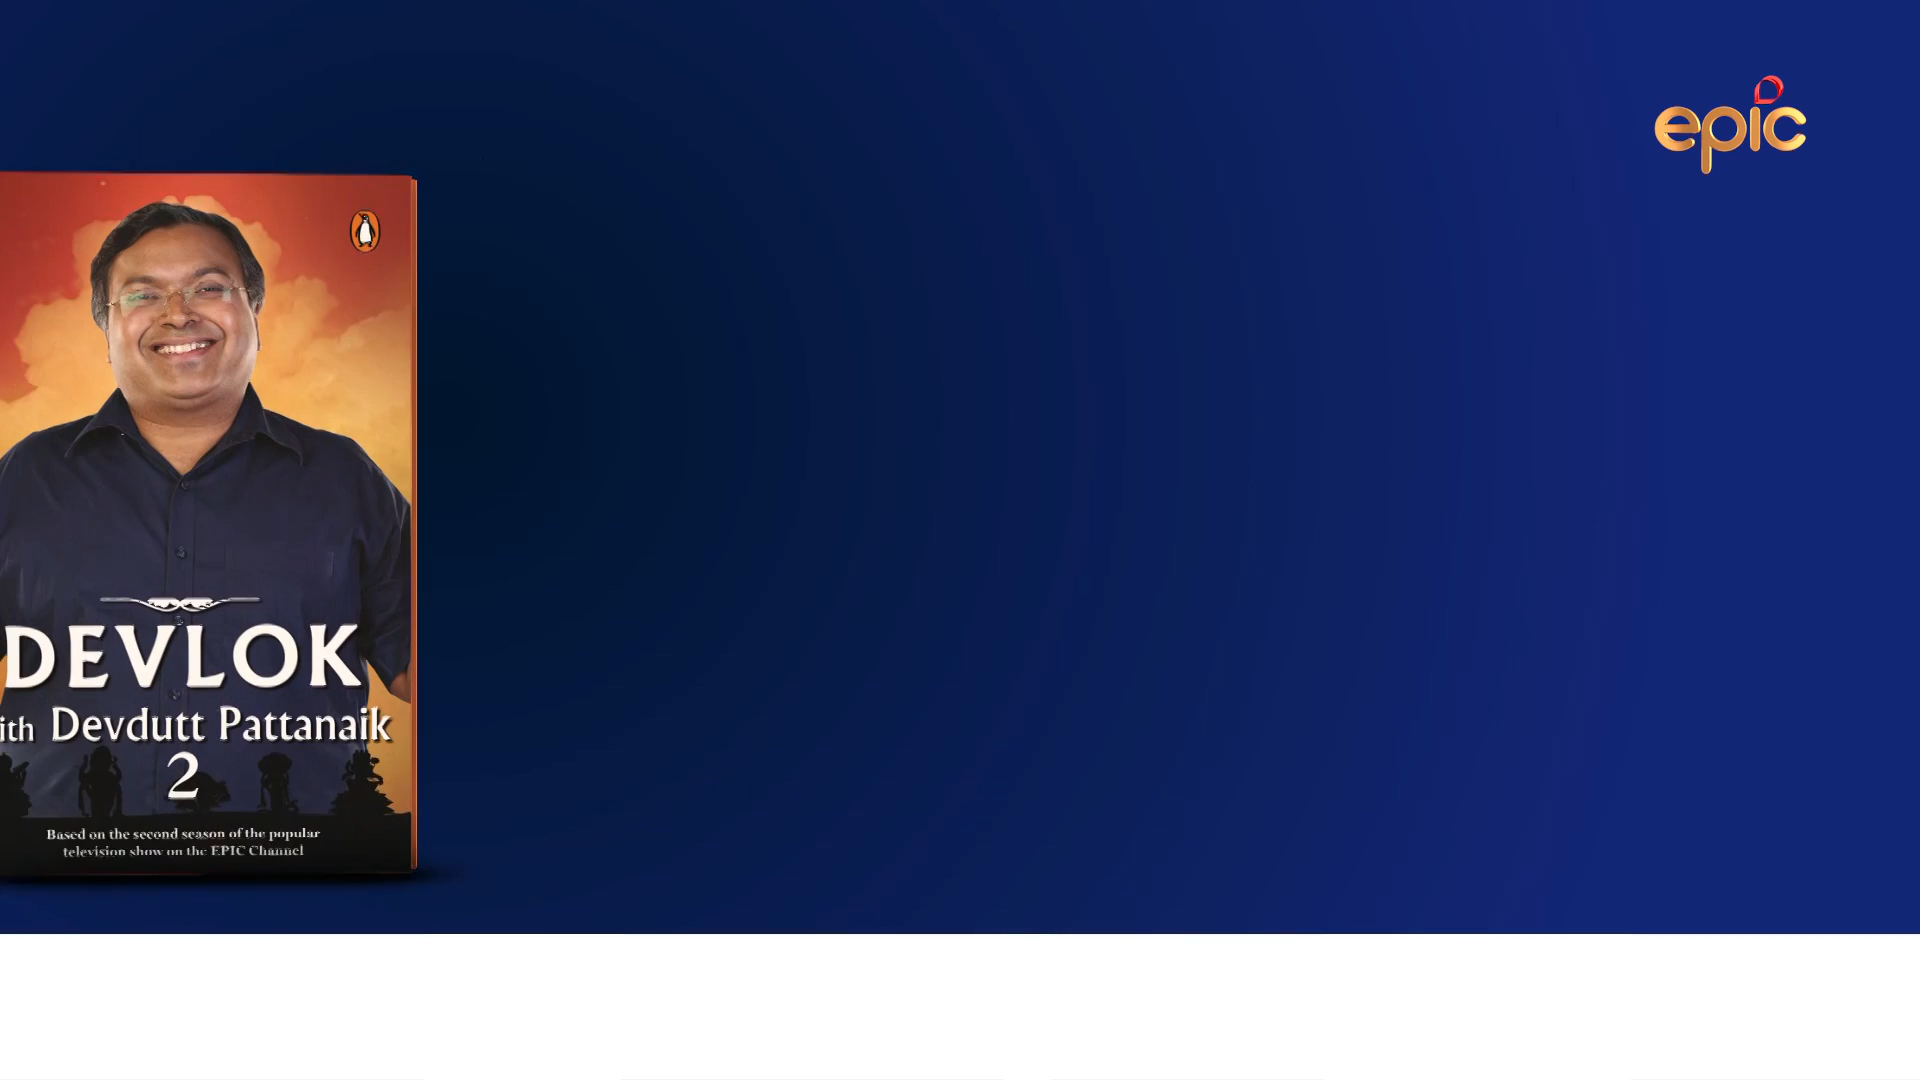 epic
DEVLOK
ith Devdutt Pattanaik
2
Based on the second season of the popular
television show on the EPIC Channel